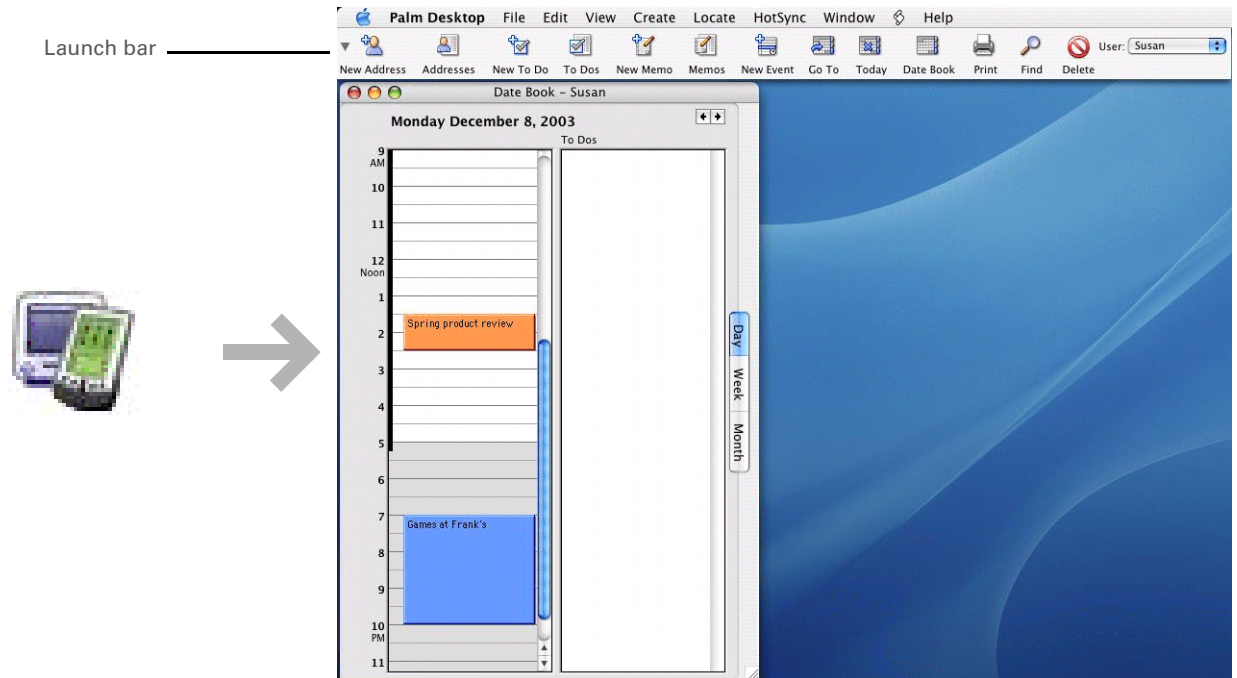 Palm Desktop File Edit View Create Locate HotSync Window Help
Launch bar
User: Susan
New Address Addresses New To Do To Dos New Memo Memos New Event Go To Today Date Book Print Find Delete
Date Book – Susan
Monday December 8, 2003
To Dos
9
AM
10
11
12
Noon
1
Spring product review
2
3
4
5
6
7
Games at Frank's
8
9
10
PM
11
Day
Week
Month